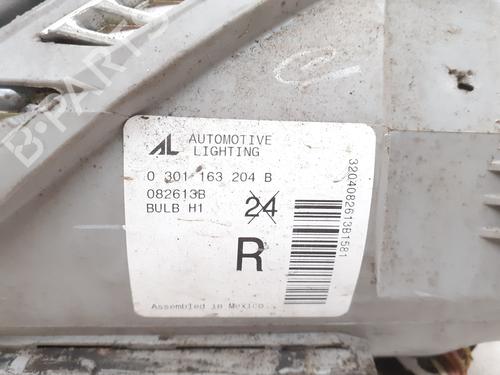 B-PARTS
AL AUTOMOTIVE
LIGHTING
0 301 163 204 B
082613B
BULB H1
24
R
3204082613B1581
Assembled in Mexico